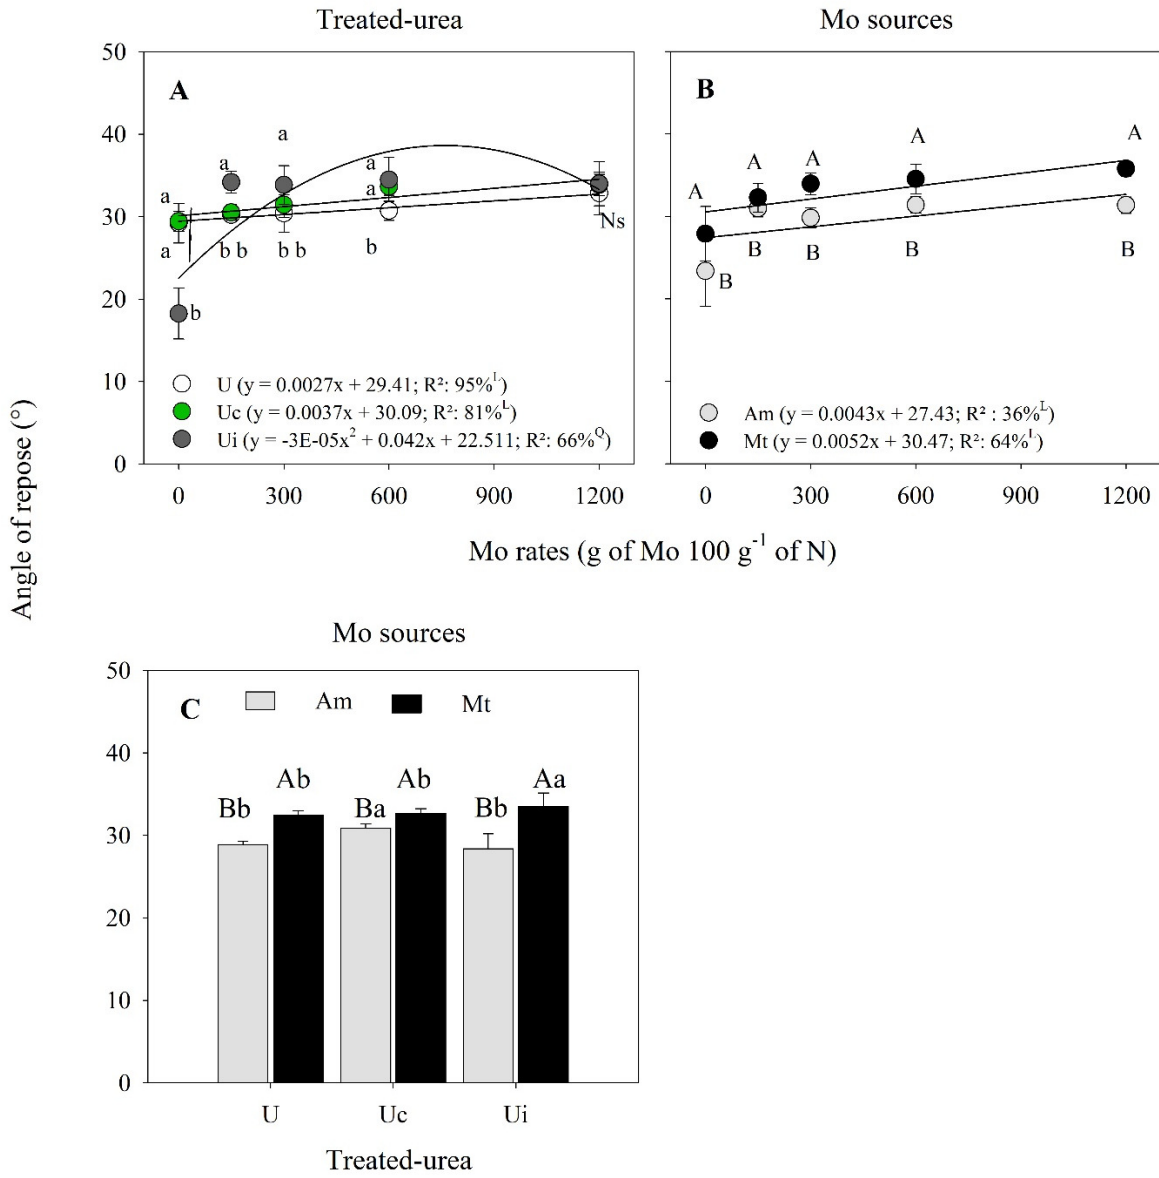 Treated-urea
Mo sources
50
40
30
20
10
0
A
a
a
a
a
a
a
b b
b b
b
b
Ns
U (y = 0.0027x + 29.41; R²: 95%ᴸ)
Uc (y = 0.0037x + 30.09; R²: 81%ᴸ)
Ui (y = -3E-05x² + 0.042x + 22.511; R²: 66%Q)
0 300 600 900 1200
B
A
A
A
A
A
B
B
B
B
B
Am (y = 0.0043x + 27.43; R² : 36%ᴸ)
Mt (y = 0.0052x + 30.47; R²: 64%ᴸ)
0 300 600 900 1200
Angle of repose (°)
Mo rates (g of Mo 100 g⁻¹ of N)
Mo sources
50
40
30
20
10
0
C
Am Mt
Bb Ab Ba Ab Bb Aa
U Uc Ui
Treated-urea